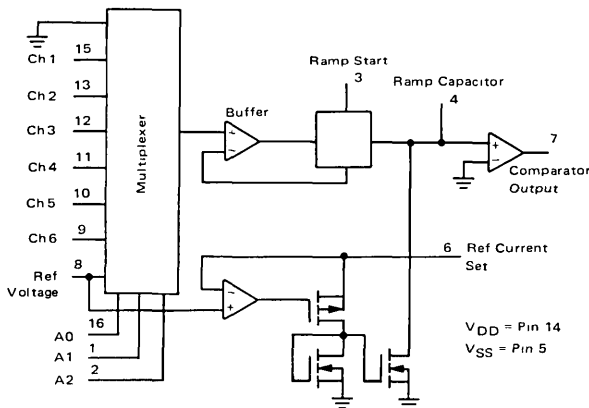 Ch 1 15
Ch 2 13
Ch 3 12
Ch 4 11
Ch 5 10
Ch 6 9
Ref Voltage 8
A0 16
A1 1
A2 2
Multiplexer
Buffer
+
−
Ramp Start
3
Ramp Capacitor
4
+
−
7
Comparator
Output
6 Ref Current
Set
−
+
VDD = Pin 14
VSS = Pin 5